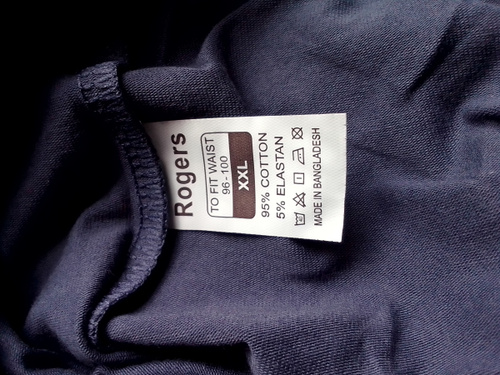 Rogers
TO FIT WAIST
96-100
XXL
95% COTTON
5% ELASTAN
MADE IN BANGLADESH